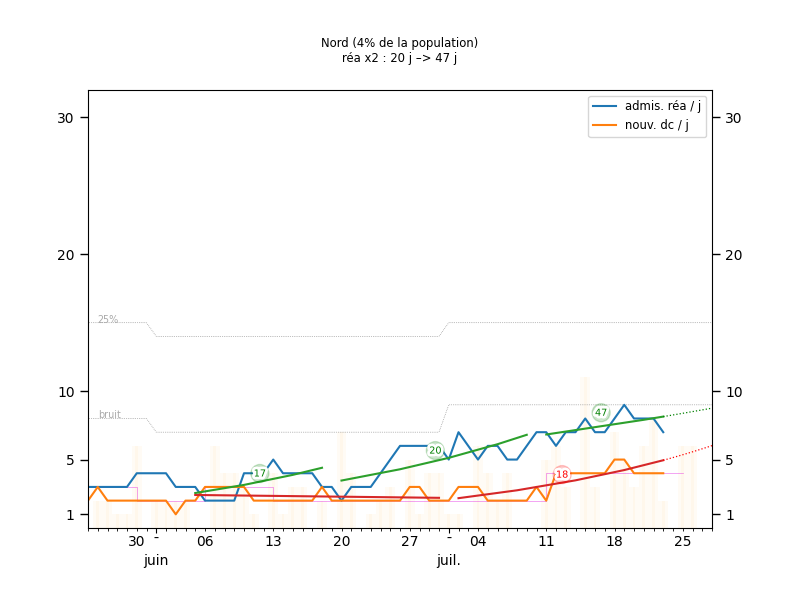 Nord (4% de la population)
réa x2 : 20 j –> 47 j
admis. réa / j
nouv. dc / j
30
30
20
20
25%
10
10
bruit
47
20
17
18
5
5
1
1
30 - 06 13 20 27 - 04 11 18 25
juin juil.